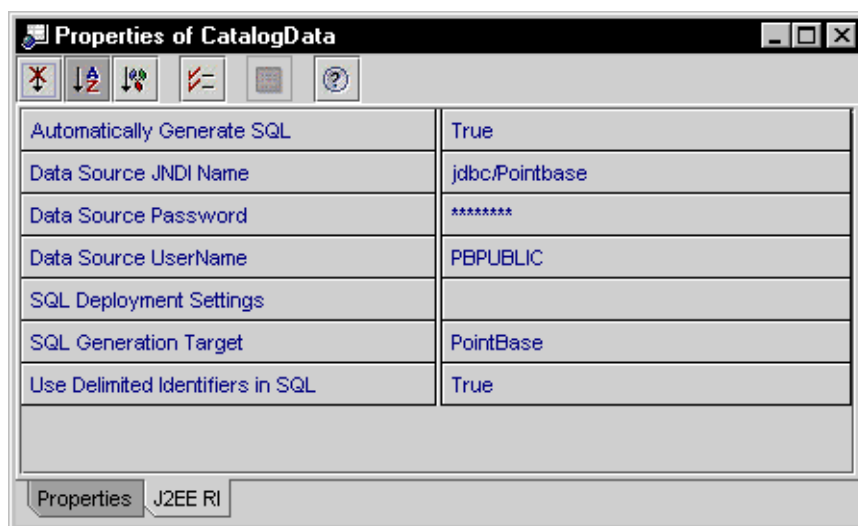 Properties of CatalogData
Automatically Generate SQL True
Data Source JNDI Name jdbc/Pointbase
Data Source Password ********
Data Source UserName PBPUBLIC
SQL Deployment Settings
SQL Generation Target PointBase
Use Delimited Identifiers in SQL True
Properties J2EE RI